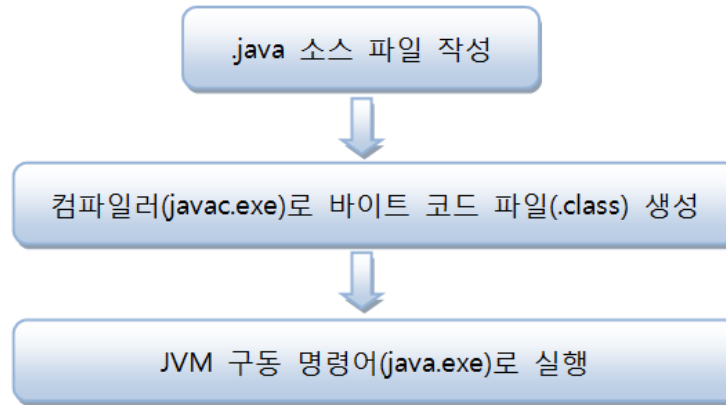 .java 소스 파일 작성
컴파일러(javac.exe)로 바이트 코드 파일(.class) 생성
JVM 구동 명령어(java.exe)로 실행